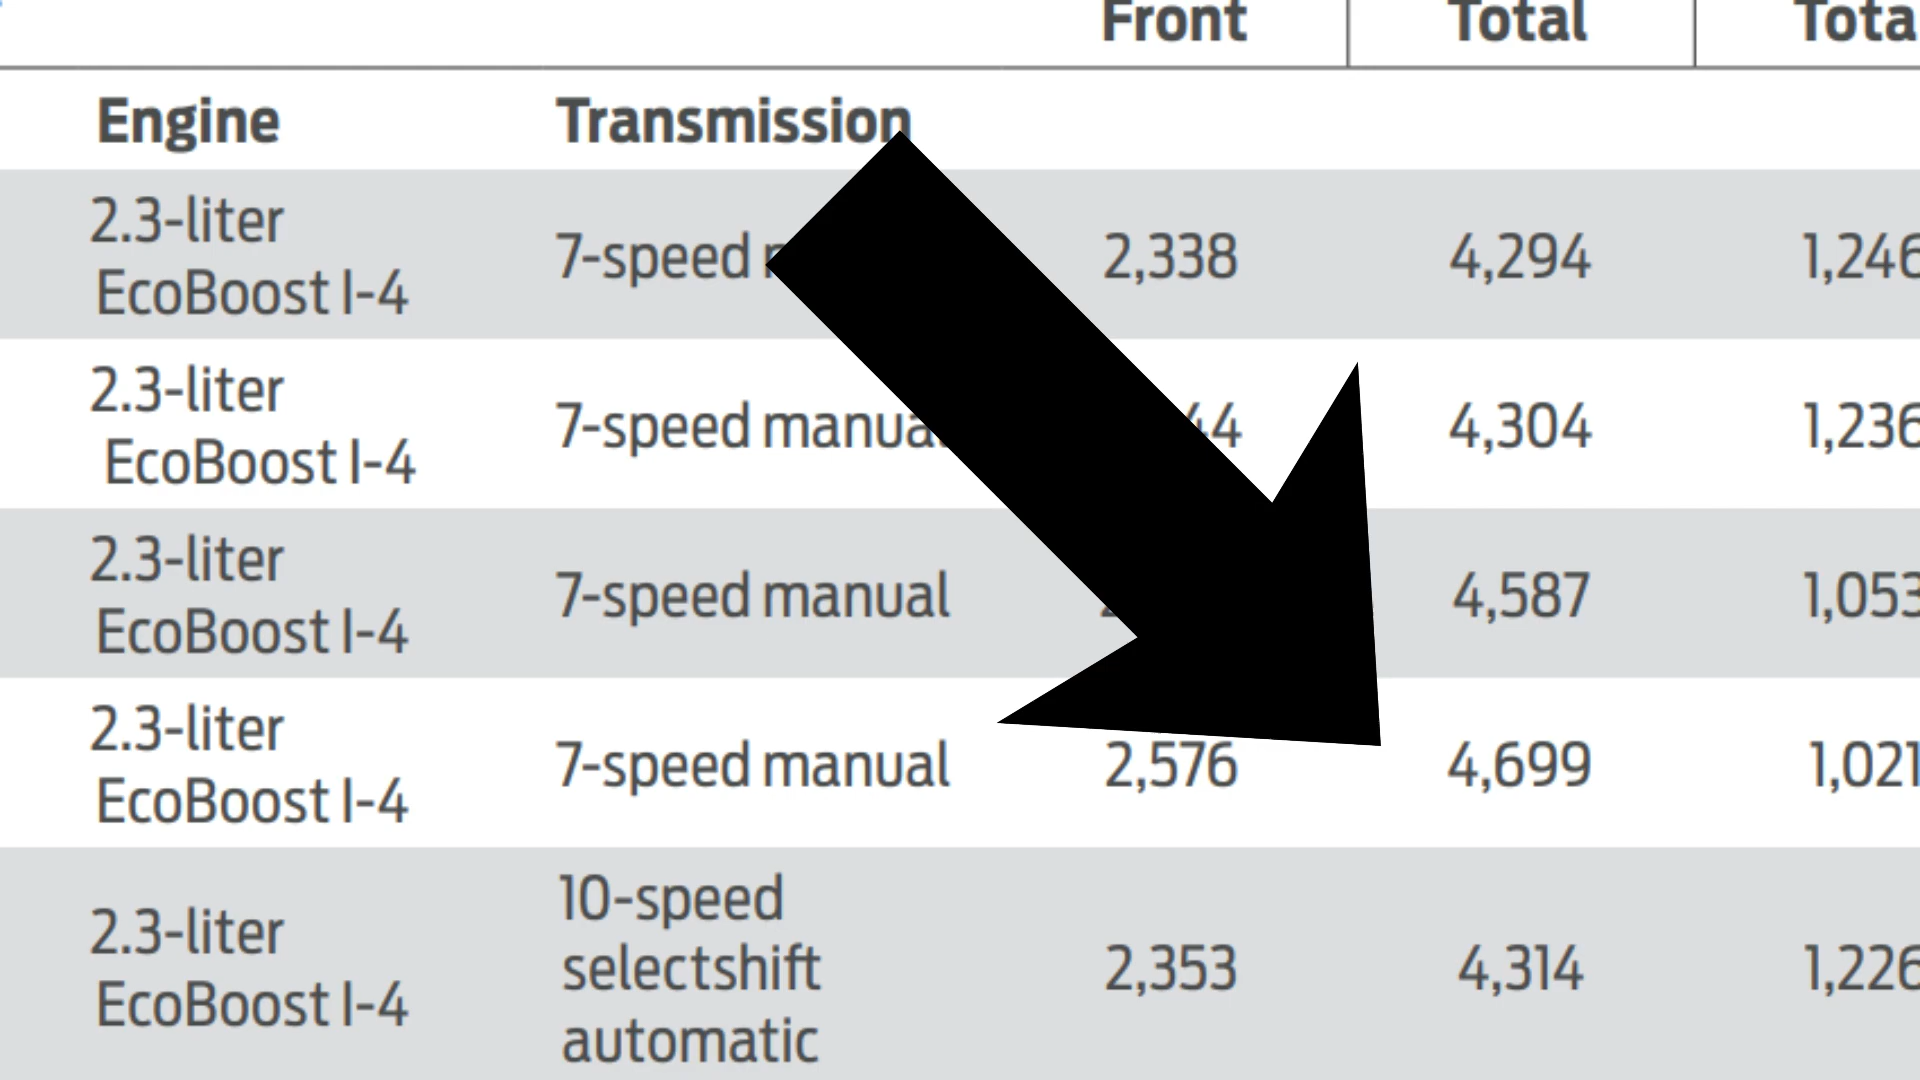 Front Total
Engine Transmission
2.3-liter
EcoBoost I-4
7-speed 2,338 4,294 1,246
2.3-liter
EcoBoost I-4
7-speed manual 4,304 1,236
2.3-liter
EcoBoost I-4
7-speed manual 4,587 1,053
2.3-liter
EcoBoost I-4
7-speed manual 2,576 4,699 1,021
2.3-liter
EcoBoost I-4
10-speed
selectshift
automatic
2,353 4,314 1,226